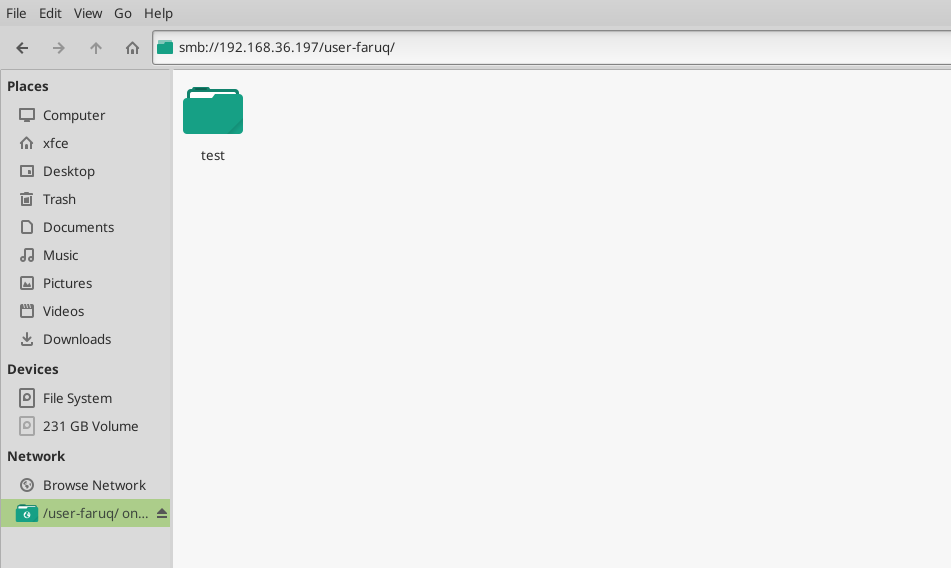 File Edit View Go Help
smb://192.168.36.197/user-faruq/
Places
Computer
xfce
Desktop
Trash
Documents
Music
Pictures
Videos
Downloads
Devices
File System
231 GB Volume
Network
Browse Network
/user-faruq/ on...
test